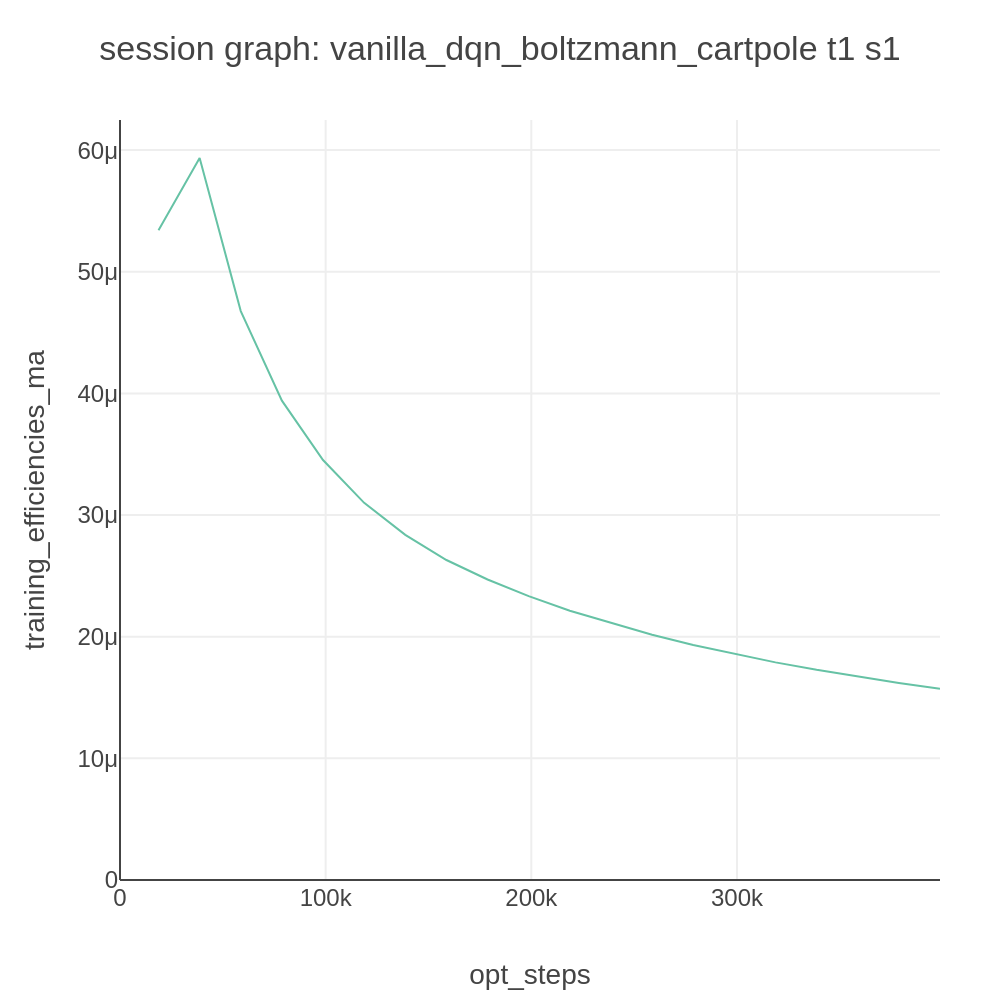 session graph: vanilla_dqn_boltzmann_cartpole t1 s1
60μ
50μ
40μ
30μ
20μ
10μ
0
0
100k
200k
300k
training_efficiencies_ma
opt_steps